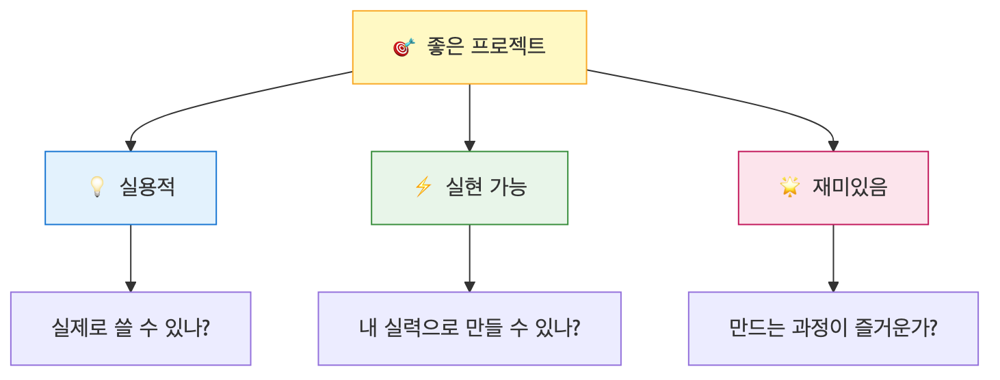 🎯 좋은 프로젝트
💡 실용적
⚡ 실현 가능
🌟 재미있음
실제로 쓸 수 있나?
내 실력으로 만들 수 있나?
만드는 과정이 즐거운가?